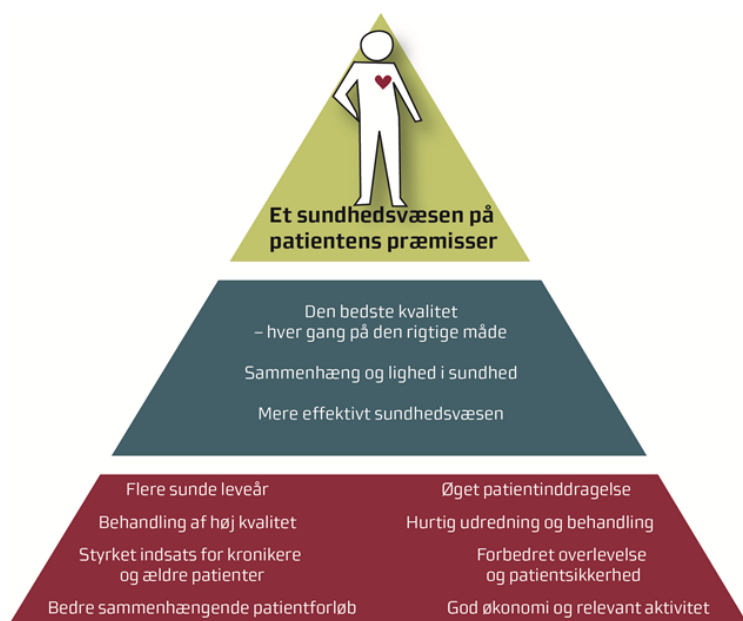 Et sundhedsvæsen på
patientens præmisser
Den bedste kvalitet
– hver gang på den rigtige måde
Sammenhæng og lighed i sundhed
Mere effektivt sundhedsvæsen
Flere sunde leveår
Behandling af høj kvalitet
Styrket indsats for kronikere
og ældre patienter
Bedre sammenhængende patientforløb
Øget patientinddragelse
Hurtig udredning og behandling
Forbedret overlevelse
og patientsikkerhed
God økonomi og relevant aktivitet